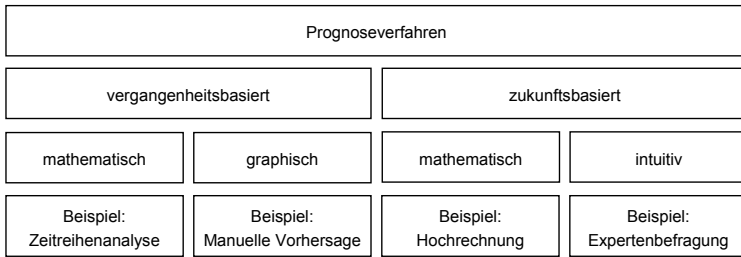 Prognoseverfahren
vergangenheitsbasiert
zukunftsbasiert
mathematisch
graphisch
mathematisch
intuitiv
Beispiel:
Zeitreihenanalyse
Beispiel:
Manuelle Vorhersage
Beispiel:
Hochrechnung
Beispiel:
Expertenbefragung